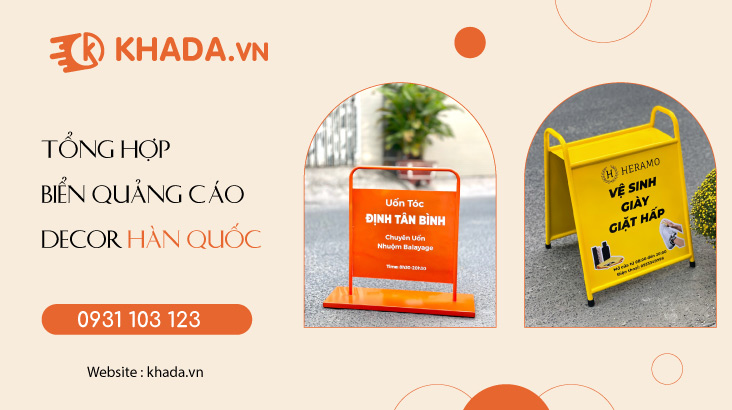 KHADA.VN
TỔNG HỢP
BIỂN QUẢNG CÁO
DECOR HÀN QUỐC
0931 103 123
Website : khada.vn
Uốn Tóc
ĐỊNH TÂN BÌNH
Chuyên Uốn
Nhuộm Balayage
HERAMO
VỆ SINH
GIÀY
GIẶT HẤP